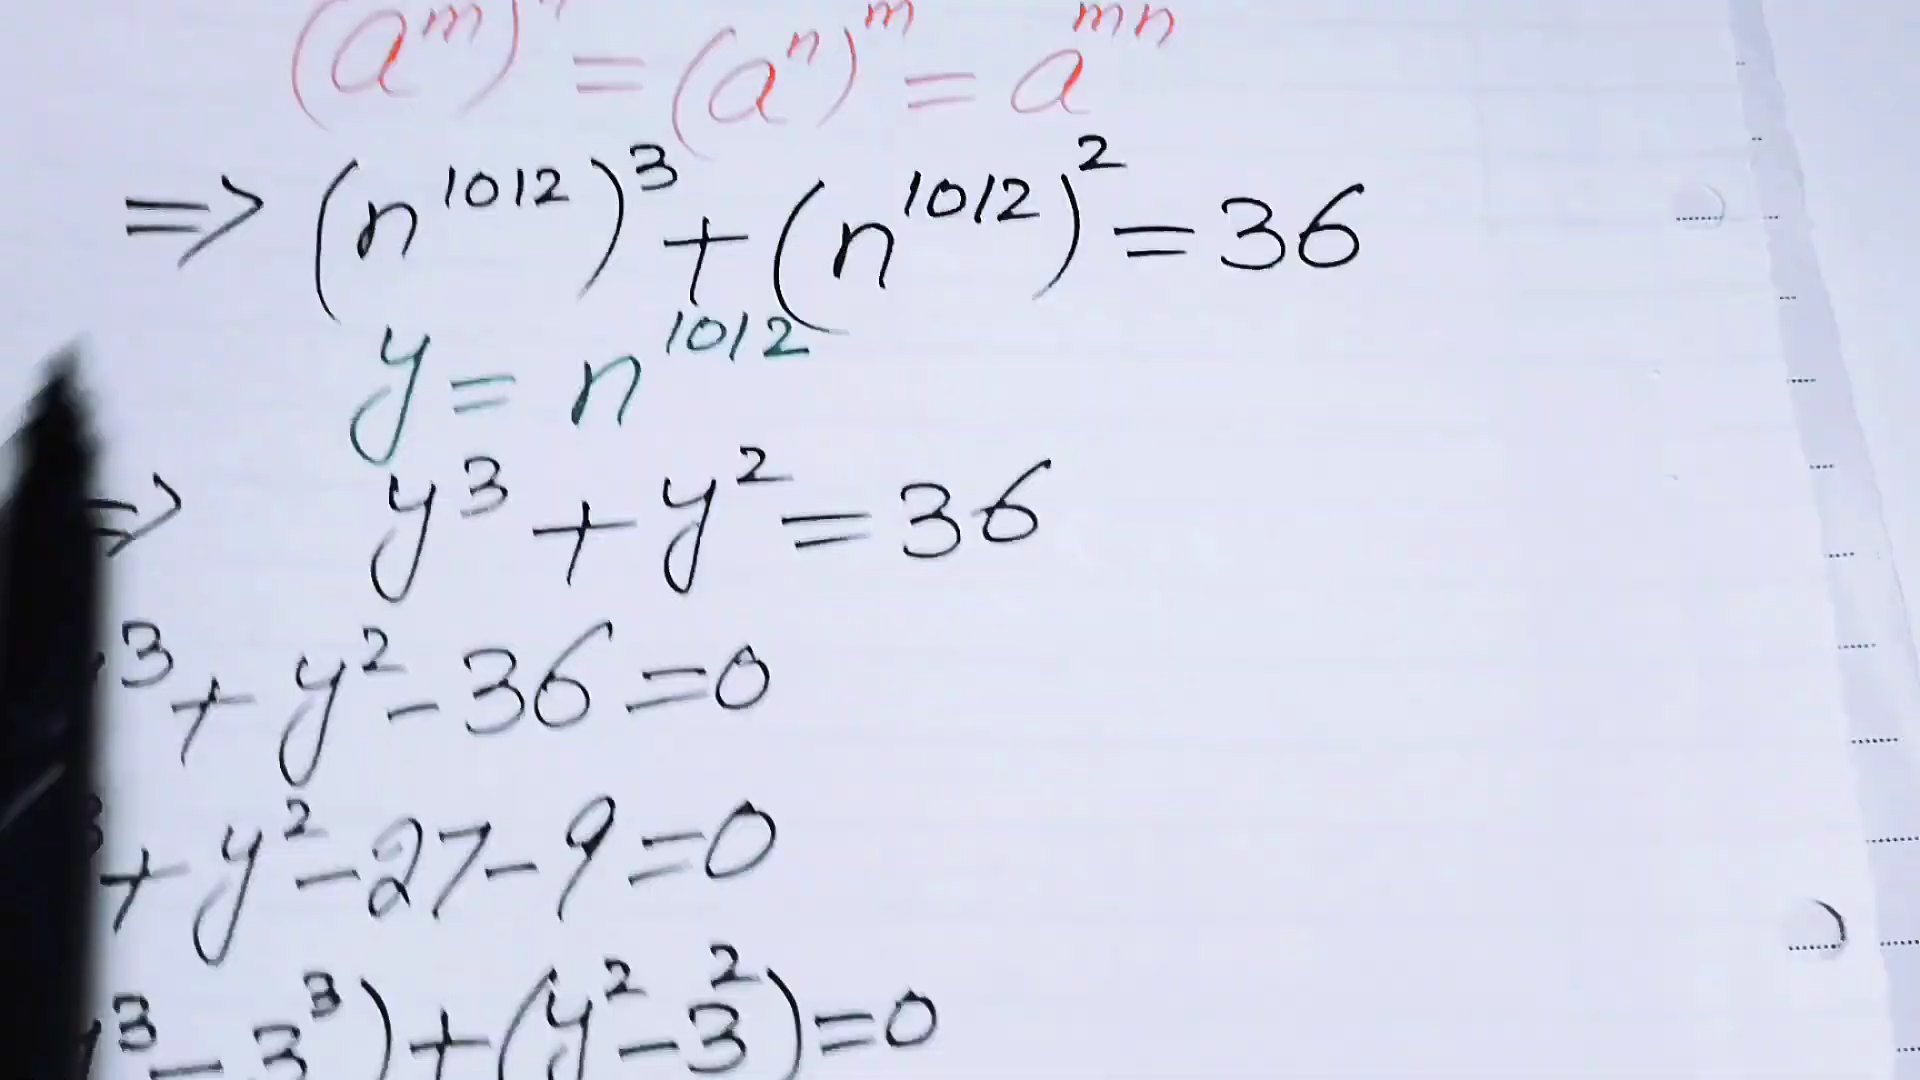 (a^m)^n = (a^n)^m = a^{mn}
=> (n^{1012})^3 + (n^{1012})^2 = 36
y = n^{1012}
=> y^3 + y^2 = 36
^3 + y^2 - 36 = 0
+ y^2 - 27 - 9 = 0
^3 - 3^3) + (y^2 - 3^2) = 0